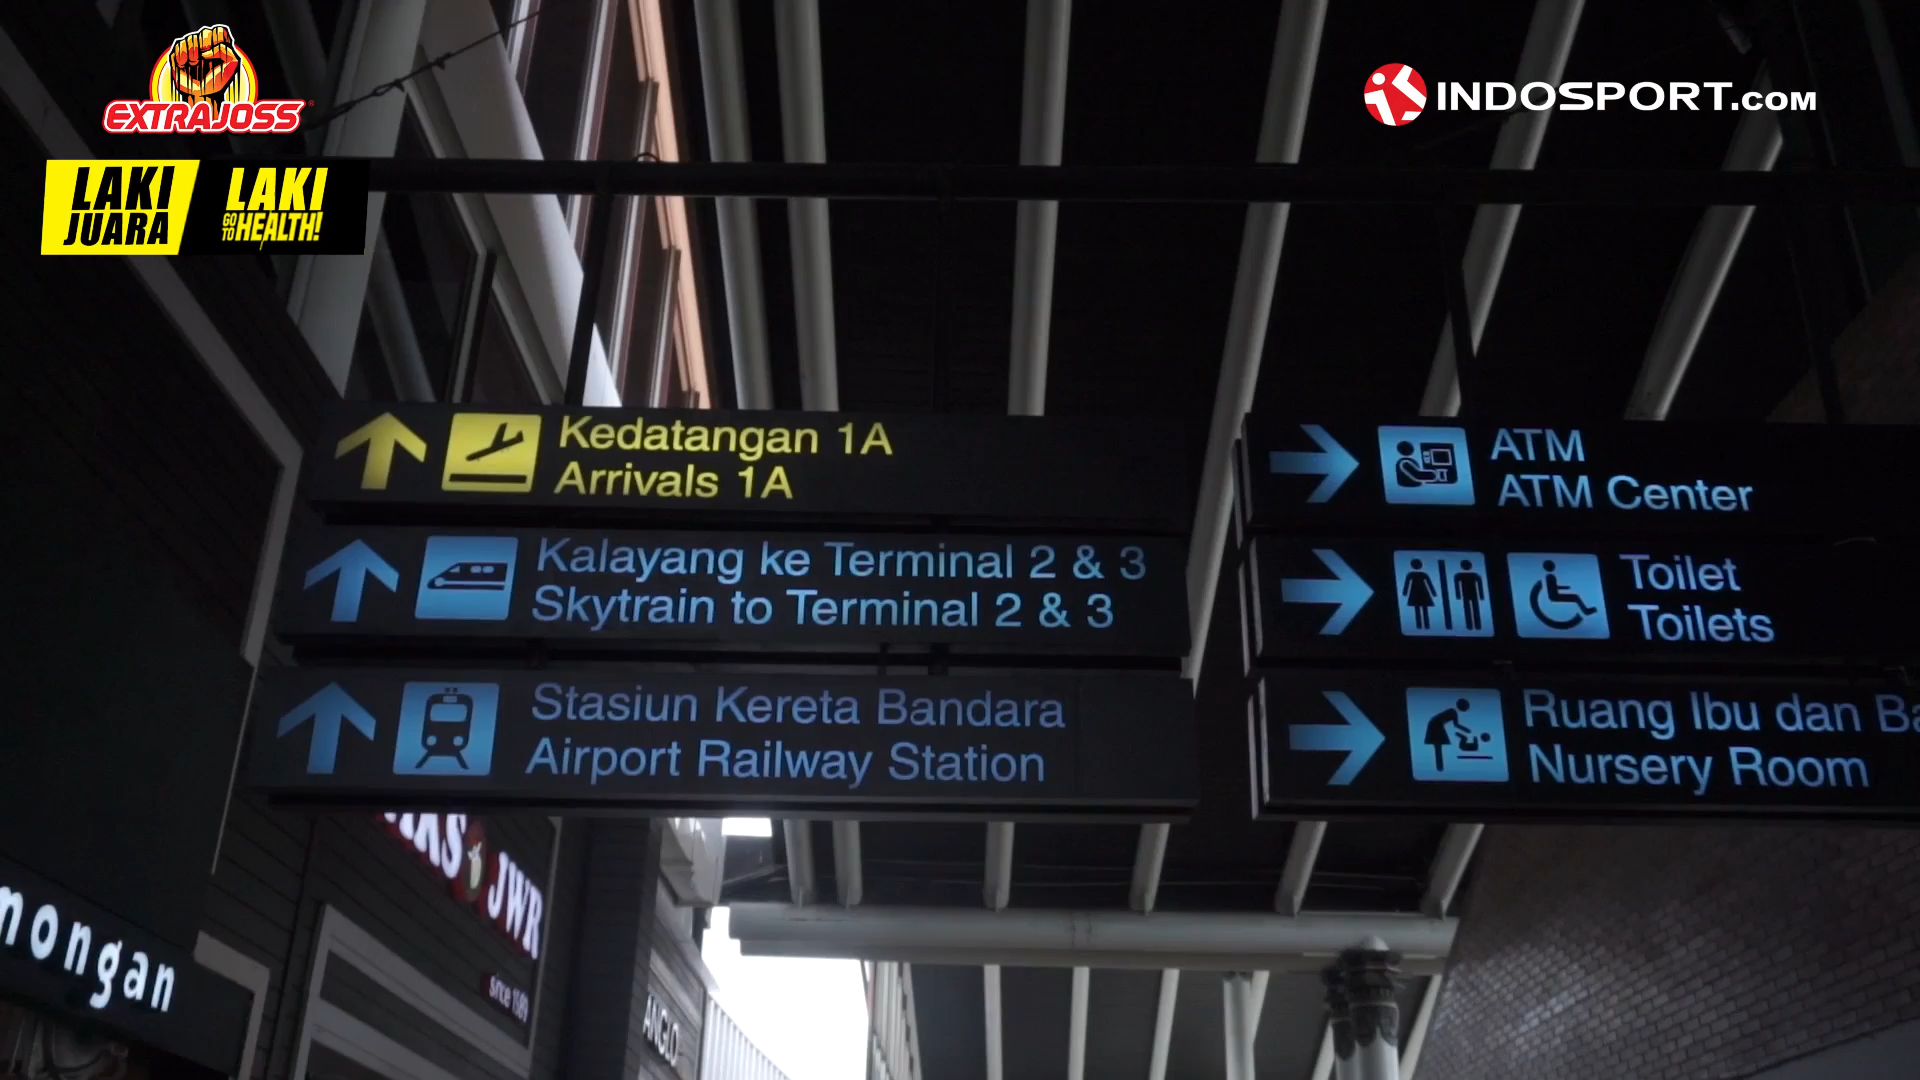 EXTRAJOSS
LAKI
JUARA
LAKI
GO TO HEALTH!
INDOSPORT.COM
Kedatangan 1A
Arrivals 1A
Kalayang ke Terminal 2 & 3
Skytrain to Terminal 2 & 3
Stasiun Kereta Bandara
Airport Railway Station
ATM
ATM Center
Toilet
Toilets
Ruang Ibu dan
Nursery Room
JWR
since 1989
ANGLO